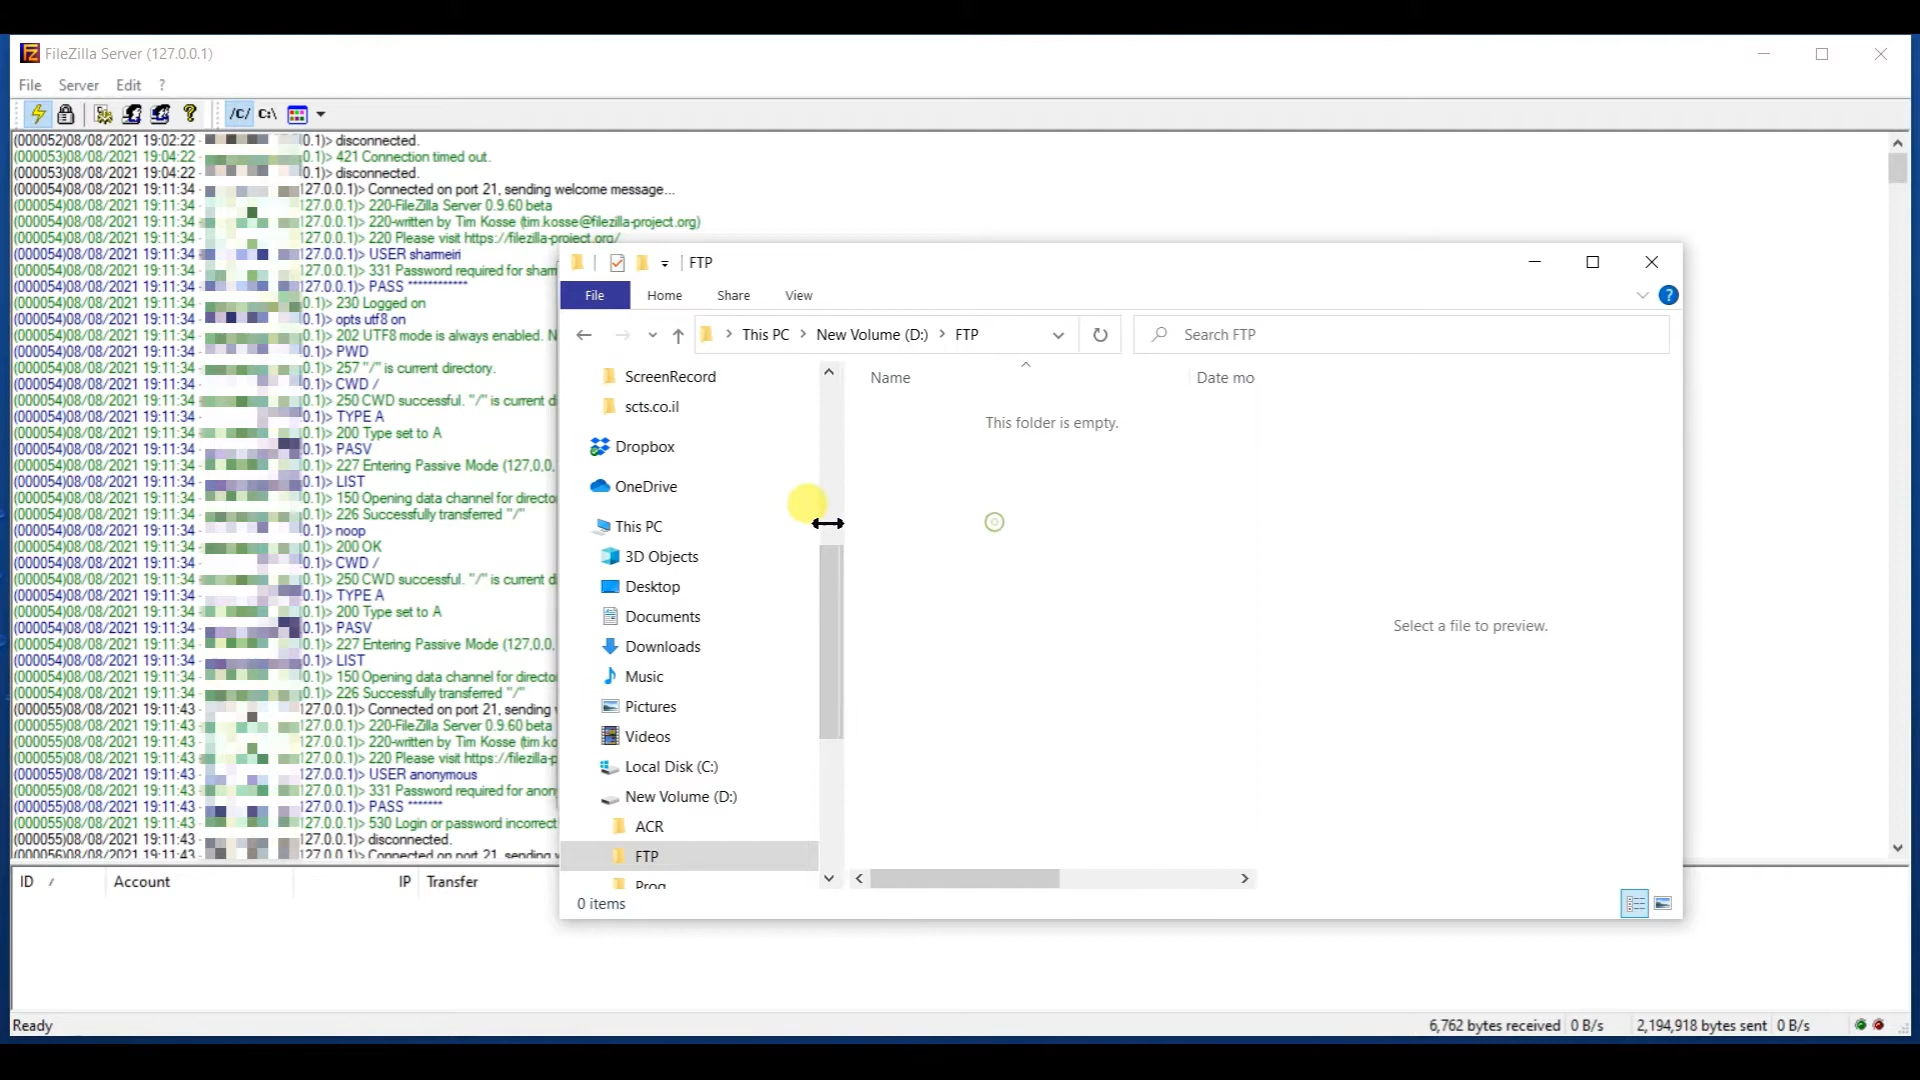 FileZilla Server (127.0.0.1)
File Server Edit ?
/C/ C:\
(000052)08/08/2021 19:02:22 - 0.1)> disconnected.
(000053)08/08/2021 19:04:22 - 0.1)> 421 Connection timed out.
(000053)08/08/2021 19:04:22 - 0.1)> disconnected.
(000054)08/08/2021 19:11:34 - 127.0.0.1)> Connected on port 21, sending welcome message...
(000054)08/08/2021 19:11:34 - 127.0.0.1)> 220-FileZilla Server 0.9.60 beta
(000054)08/08/2021 19:11:34 - 127.0.0.1)> 220-written by Tim Kosse (tim.kosse@filezilla-project.org)
(000054)08/08/2021 19:11:34 - 127.0.0.1)> 220 Please visit https://filezilla-project.org/
(000054)08/08/2021 19:11:34 - 0.1)> USER sharmeiri
(000054)08/08/2021 19:11:34 - 0.1)> 331 Password required for sharm
(000054)08/08/2021 19:11:34 - 0.1)> PASS ************
(000054)08/08/2021 19:11:34 - 0.1)> 230 Logged on
(000054)08/08/2021 19:11:34 - 0.1)> opts utf8 on
(000054)08/08/2021 19:11:34 - 0.1)> 202 UTF8 mode is always enabled. N
(000054)08/08/2021 19:11:34 - 0.1)> PWD
(000054)08/08/2021 19:11:34 - 0.1)> 257 "/" is current directory.
(000054)08/08/2021 19:11:34 - 0.1)> CWD /
(000054)08/08/2021 19:11:34 - 0.1)> 250 CWD successful. "/" is current d
(000054)08/08/2021 19:11:34 - 0.1)> TYPE A
(000054)08/08/2021 19:11:34 - 0.1)> 200 Type set to A
(000054)08/08/2021 19:11:34 - 0.1)> PASV
(000054)08/08/2021 19:11:34 - 0.1)> 227 Entering Passive Mode (127,0,0,
(000054)08/08/2021 19:11:34 - 0.1)> LIST
(000054)08/08/2021 19:11:34 - 0.1)> 150 Opening data channel for directo
(000054)08/08/2021 19:11:34 - 0.1)> 226 Successfully transferred "/"
(000054)08/08/2021 19:11:34 - 0.1)> noop
(000054)08/08/2021 19:11:34 - 0.1)> 200 OK
(000054)08/08/2021 19:11:34 - 0.1)> CWD /
(000054)08/08/2021 19:11:34 - 0.1)> 250 CWD successful. "/" is current d
(000054)08/08/2021 19:11:34 - 0.1)> TYPE A
(000054)08/08/2021 19:11:34 - 0.1)> 200 Type set to A
(000054)08/08/2021 19:11:34 - 0.1)> PASV
(000054)08/08/2021 19:11:34 - 0.1)> 227 Entering Passive Mode (127,0,0,
(000054)08/08/2021 19:11:34 - 0.1)> LIST
(000054)08/08/2021 19:11:34 - 0.1)> 150 Opening data channel for directo
(000054)08/08/2021 19:11:34 - 0.1)> 226 Successfully transferred "/"
(000055)08/08/2021 19:11:43 - 127.0.0.1)> Connected on port 21, sending
(000055)08/08/2021 19:11:43 - 127.0.0.1)> 220-FileZilla Server 0.9.60 beta
(000055)08/08/2021 19:11:43 - 127.0.0.1)> 220-written by Tim Kosse (tim.ko
(000055)08/08/2021 19:11:43 - 127.0.0.1)> 220 Please visit https://filezilla-p
(000055)08/08/2021 19:11:43 - 127.0.0.1)> USER anonymous
(000055)08/08/2021 19:11:43 - 127.0.0.1)> 331 Password required for anon
(000055)08/08/2021 19:11:43 - 127.0.0.1)> PASS *******
(000055)08/08/2021 19:11:43 - 127.0.0.1)> 530 Login or password incorrect
(000055)08/08/2021 19:11:43 - 127.0.0.1)> disconnected.
(000056)08/08/2021 19:11:43 - 127.0.0.1)> Connected on port 21, sending
FTP
File Home Share View
This PC New Volume (D:) FTP
Search FTP
ScreenRecord
scts.co.il
Dropbox
OneDrive
This PC
3D Objects
Desktop
Documents
Downloads
Music
Pictures
Videos
Local Disk (C:)
New Volume (D:)
ACR
FTP
Prog
Name Date mo
This folder is empty.
Select a file to preview.
0 items
ID / Account IP Transfer
Ready
6,762 bytes received 0 B/s 2,194,918 bytes sent 0 B/s